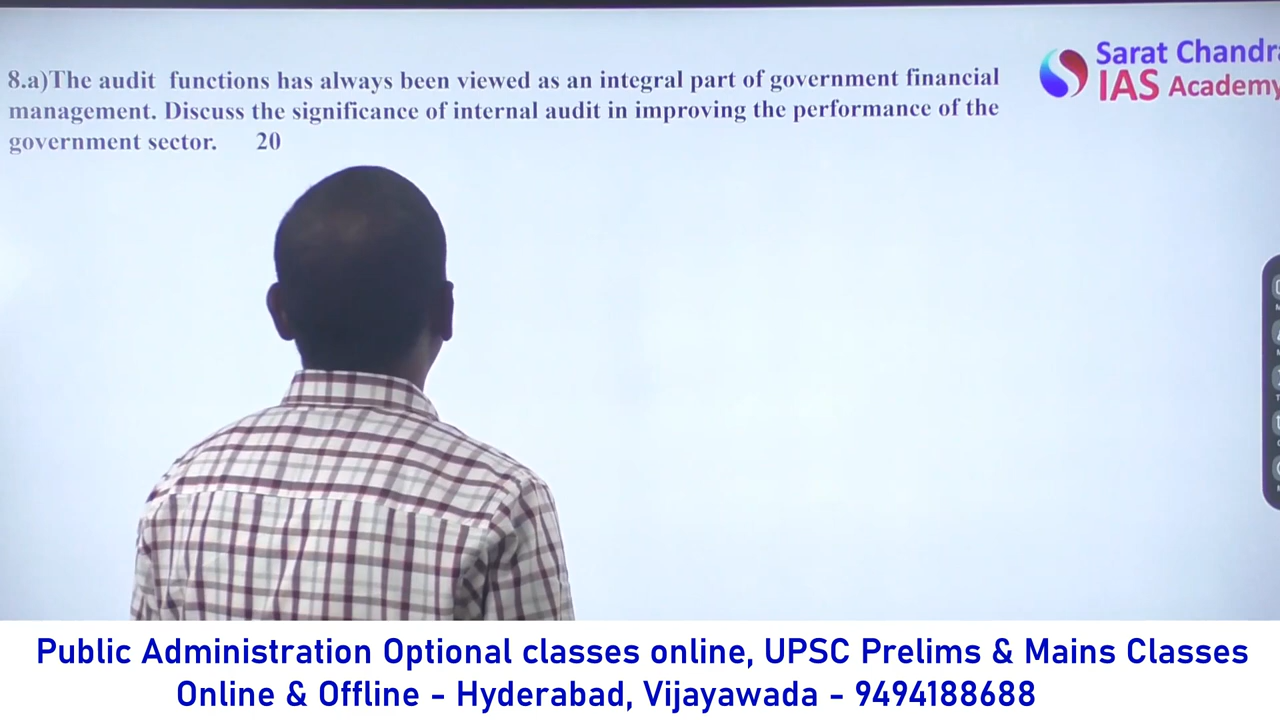 8.a)The audit functions has always been viewed as an integral part of government financial
management. Discuss the significance of internal audit in improving the performance of the
government sector. 20
Sarat Chandra
IAS Academy
Public Administration Optional classes online, UPSC Prelims & Mains Classes
Online & Offline - Hyderabad, Vijayawada - 9494188688